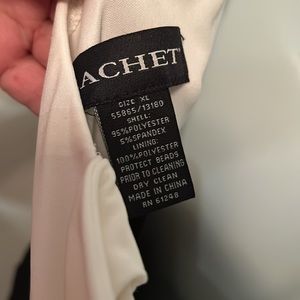 ACHET
SIZE XL
55865/13180
SHELL:
95%POLYESTER
5%SPANDEX
LINING:
100%POLYESTER
PROTECT BEADS
PRIOR TO CLEANING
DRY CLEAN
MADE IN CHINA
RN 61248